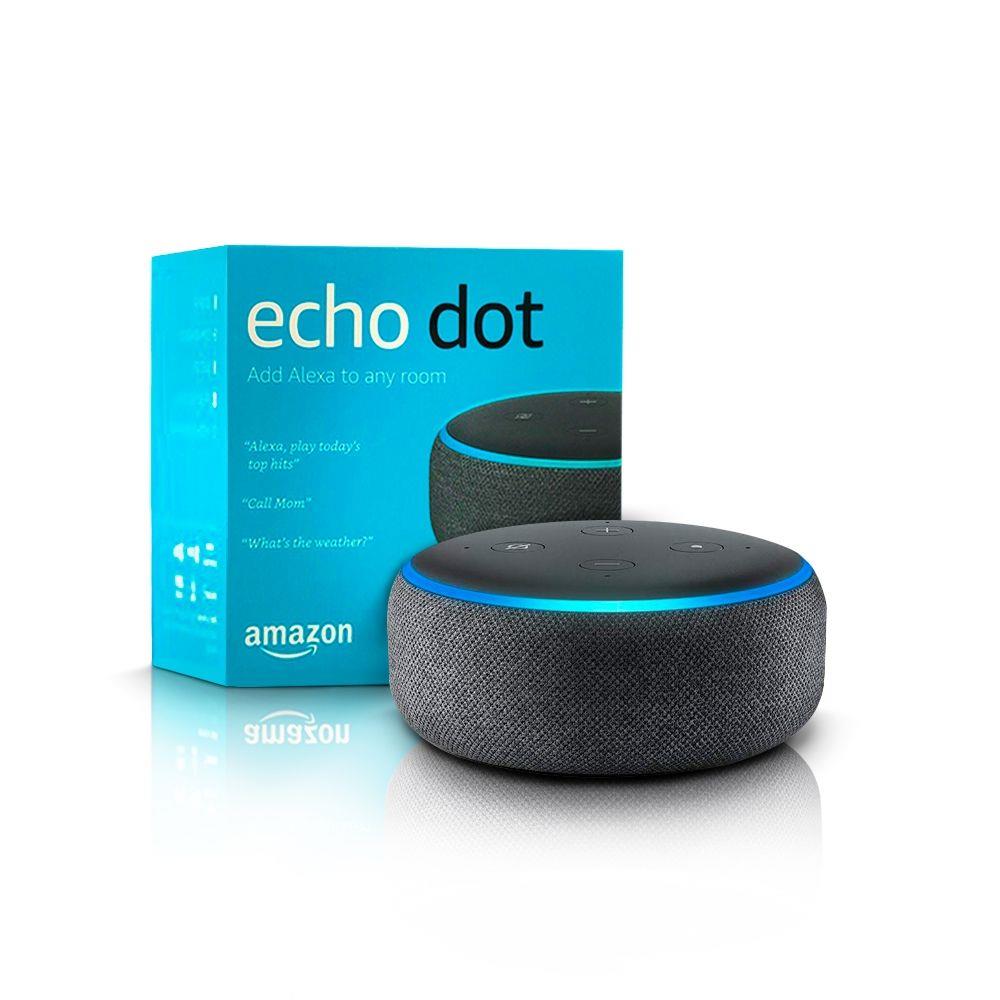 echo dot
Add Alexa to any room
“Alexa, play today's
top hits”
“Call Mom”
“What's the weather?”
amazon